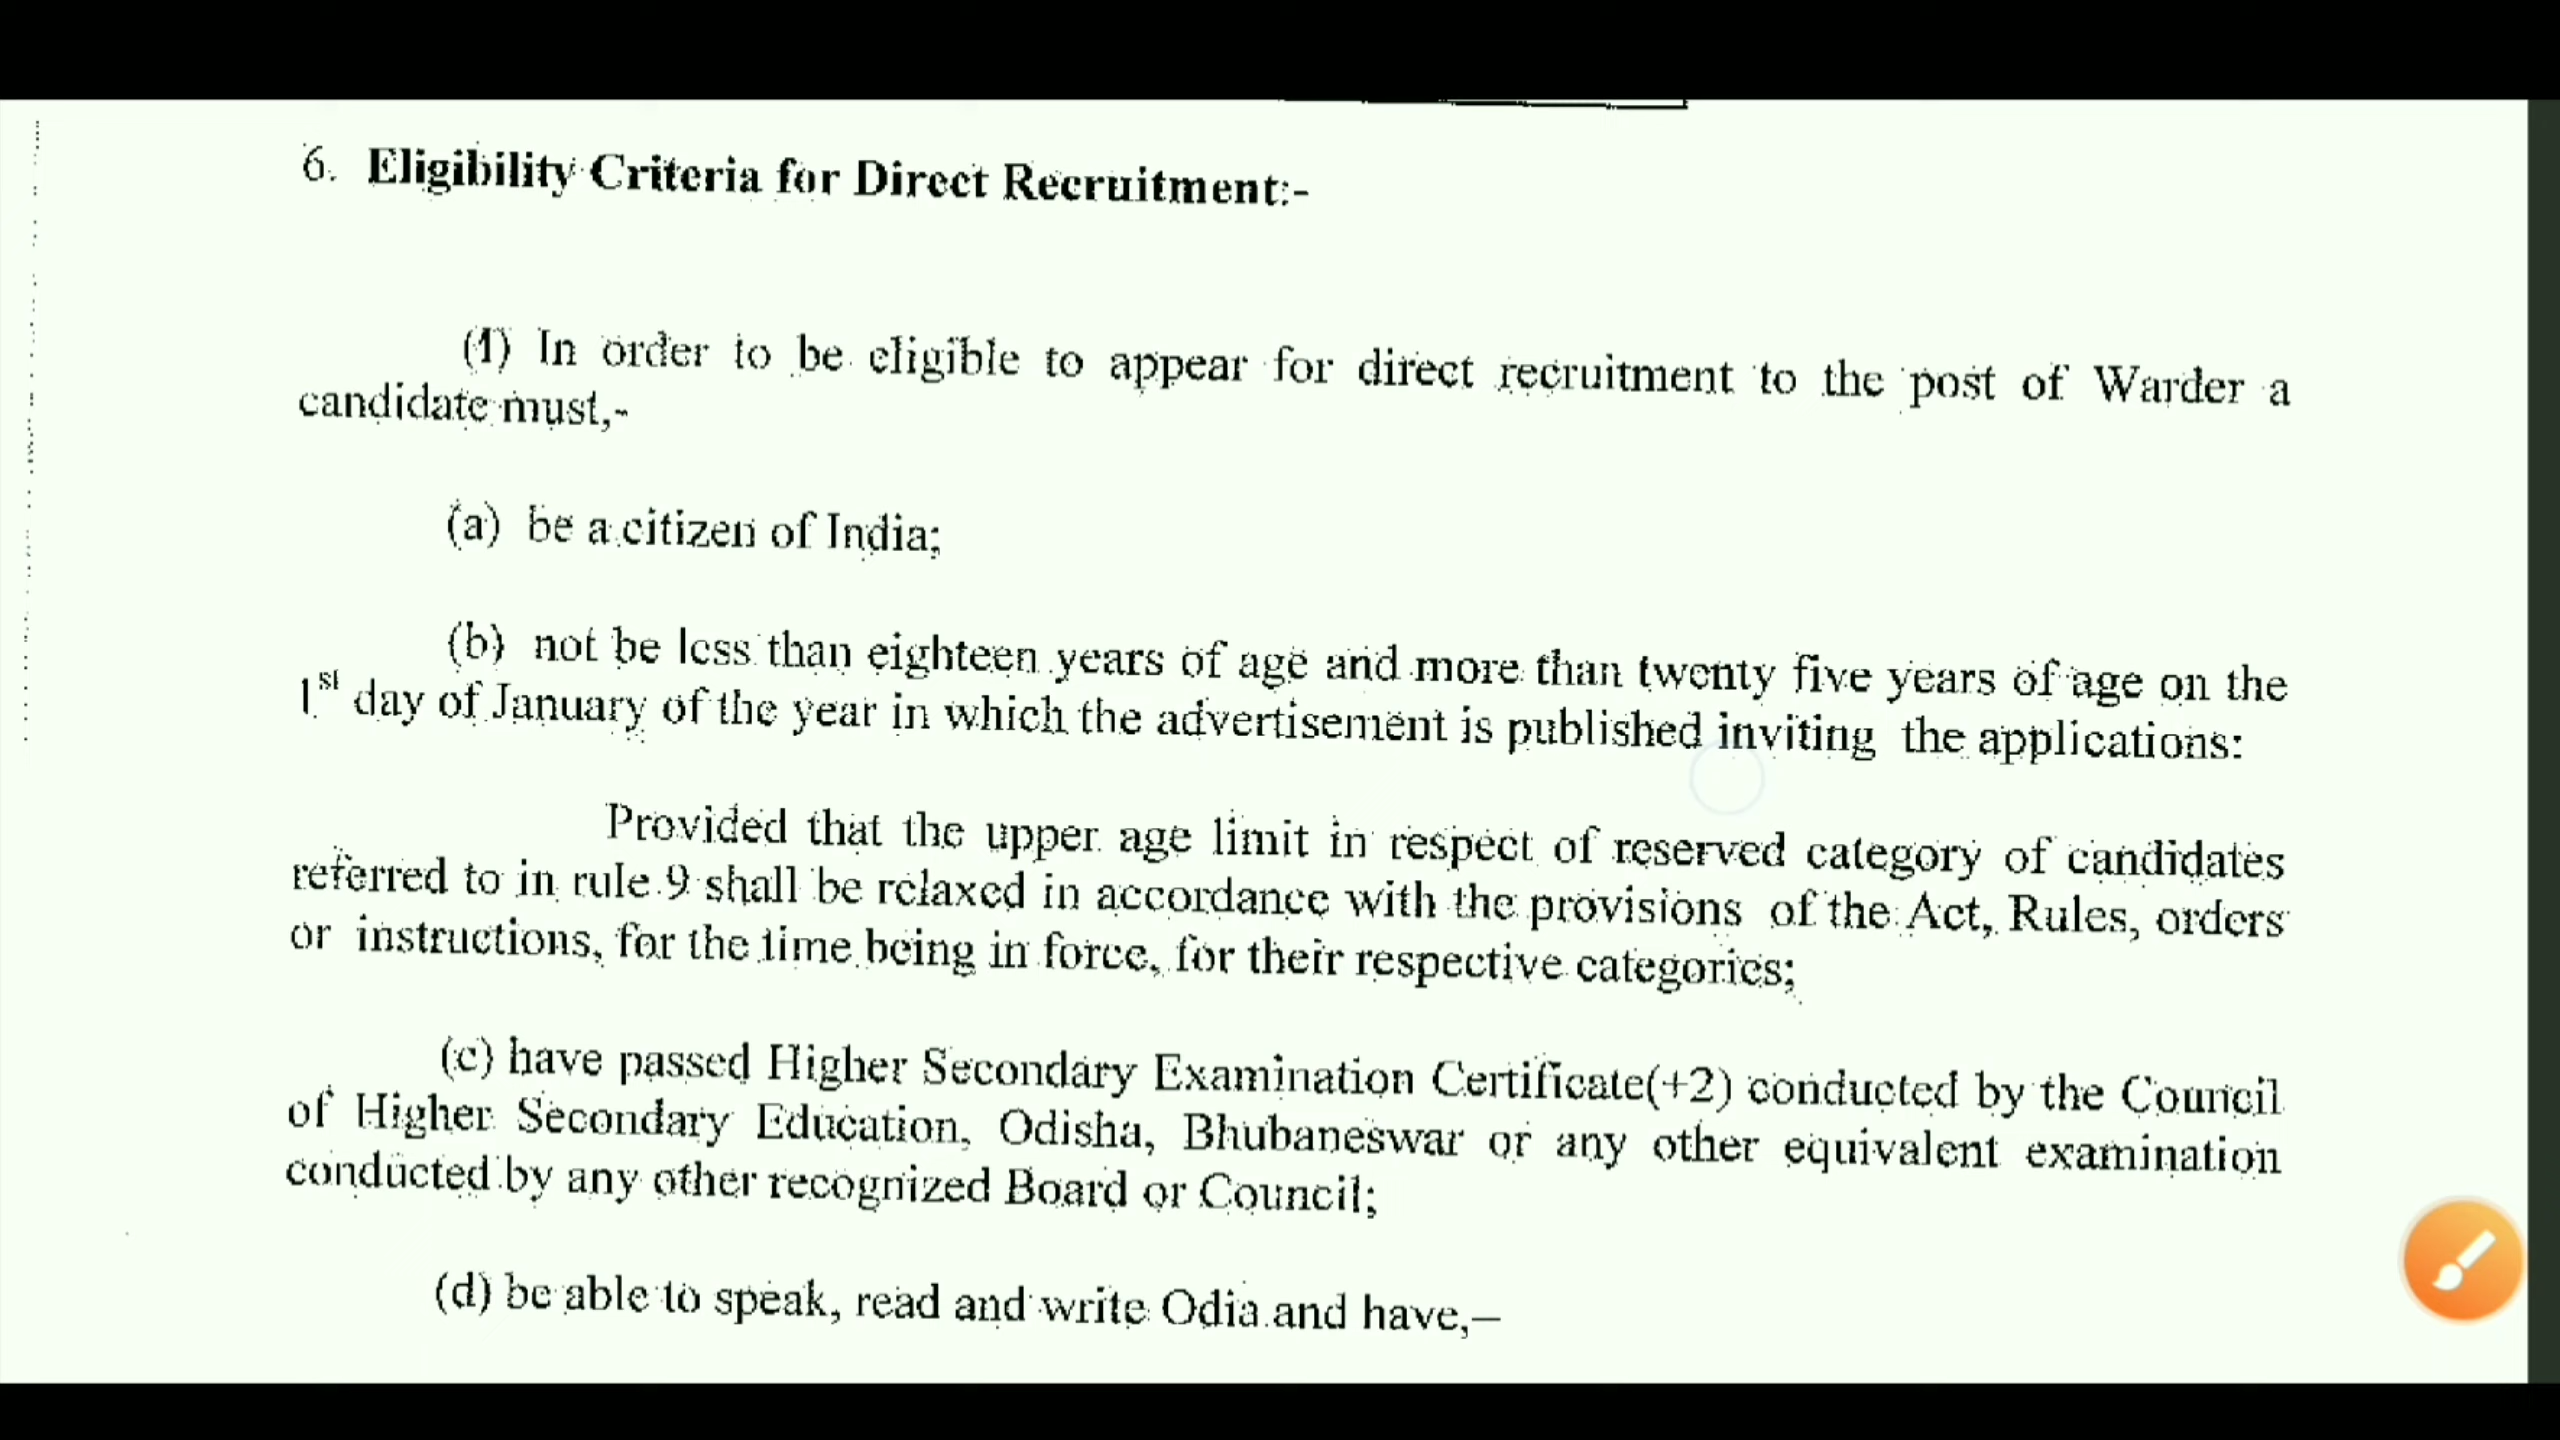 6. Eligibility Criteria for Direct Recruitment:-
(1) In order to be eligible to appear for direct recruitment to the post of Warder a
candidate must,-
(a) be a citizen of India;
(b) not be less than eighteen years of age and more than twenty five years of age on the
1st day of January of the year in which the advertisement is published inviting the applications:
Provided that the upper age limit in respect of reserved category of candidates
referred to in rule 9 shall be relaxed in accordance with the provisions of the Act, Rules, orders
or instructions, for the time being in force, for their respective categories;
(c) have passed Higher Secondary Examination Certificate(+2) conducted by the Council
of Higher Secondary Education, Odisha, Bhubaneswar or any other equivalent examination
conducted by any other recognized Board or Council;
(d) be able to speak, read and write Odia and have,–